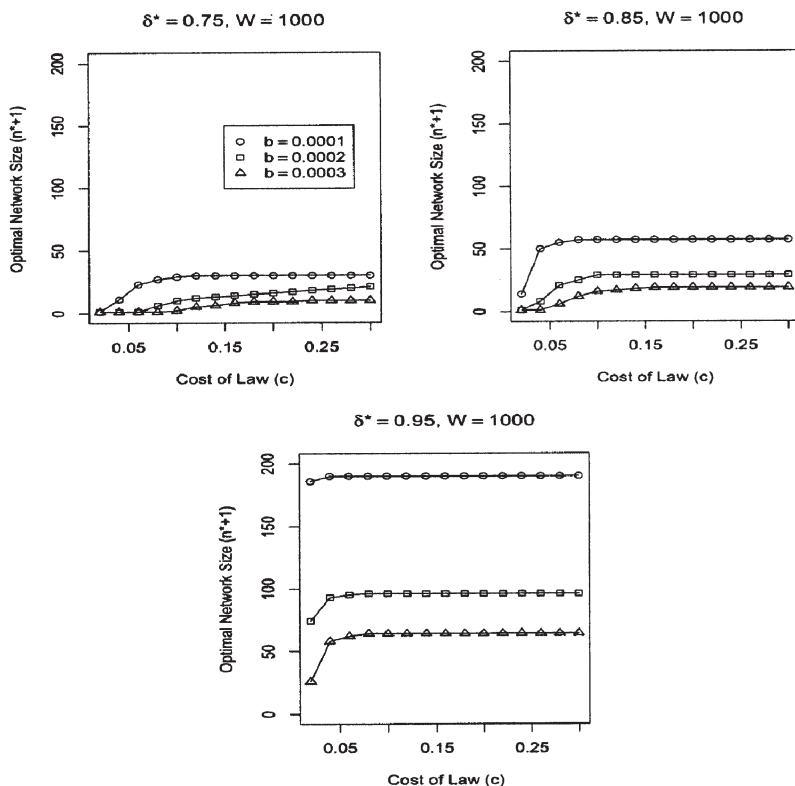 δ* = 0.75, W = 1000
Optimal Network Size (n*+1)
200
150
100
50
0
b = 0.0001
b = 0.0002
b = 0.0003
0.05
0.15
0.25
Cost of Law (c)
δ* = 0.85, W = 1000
Optimal Network Size (n*+1)
200
150
100
50
0
0.05
0.15
0.25
Cost of Law (c)
δ* = 0.95, W = 1000
Optimal Network Size (n*+1)
200
150
100
50
0
0.05
0.15
0.25
Cost of Law (c)